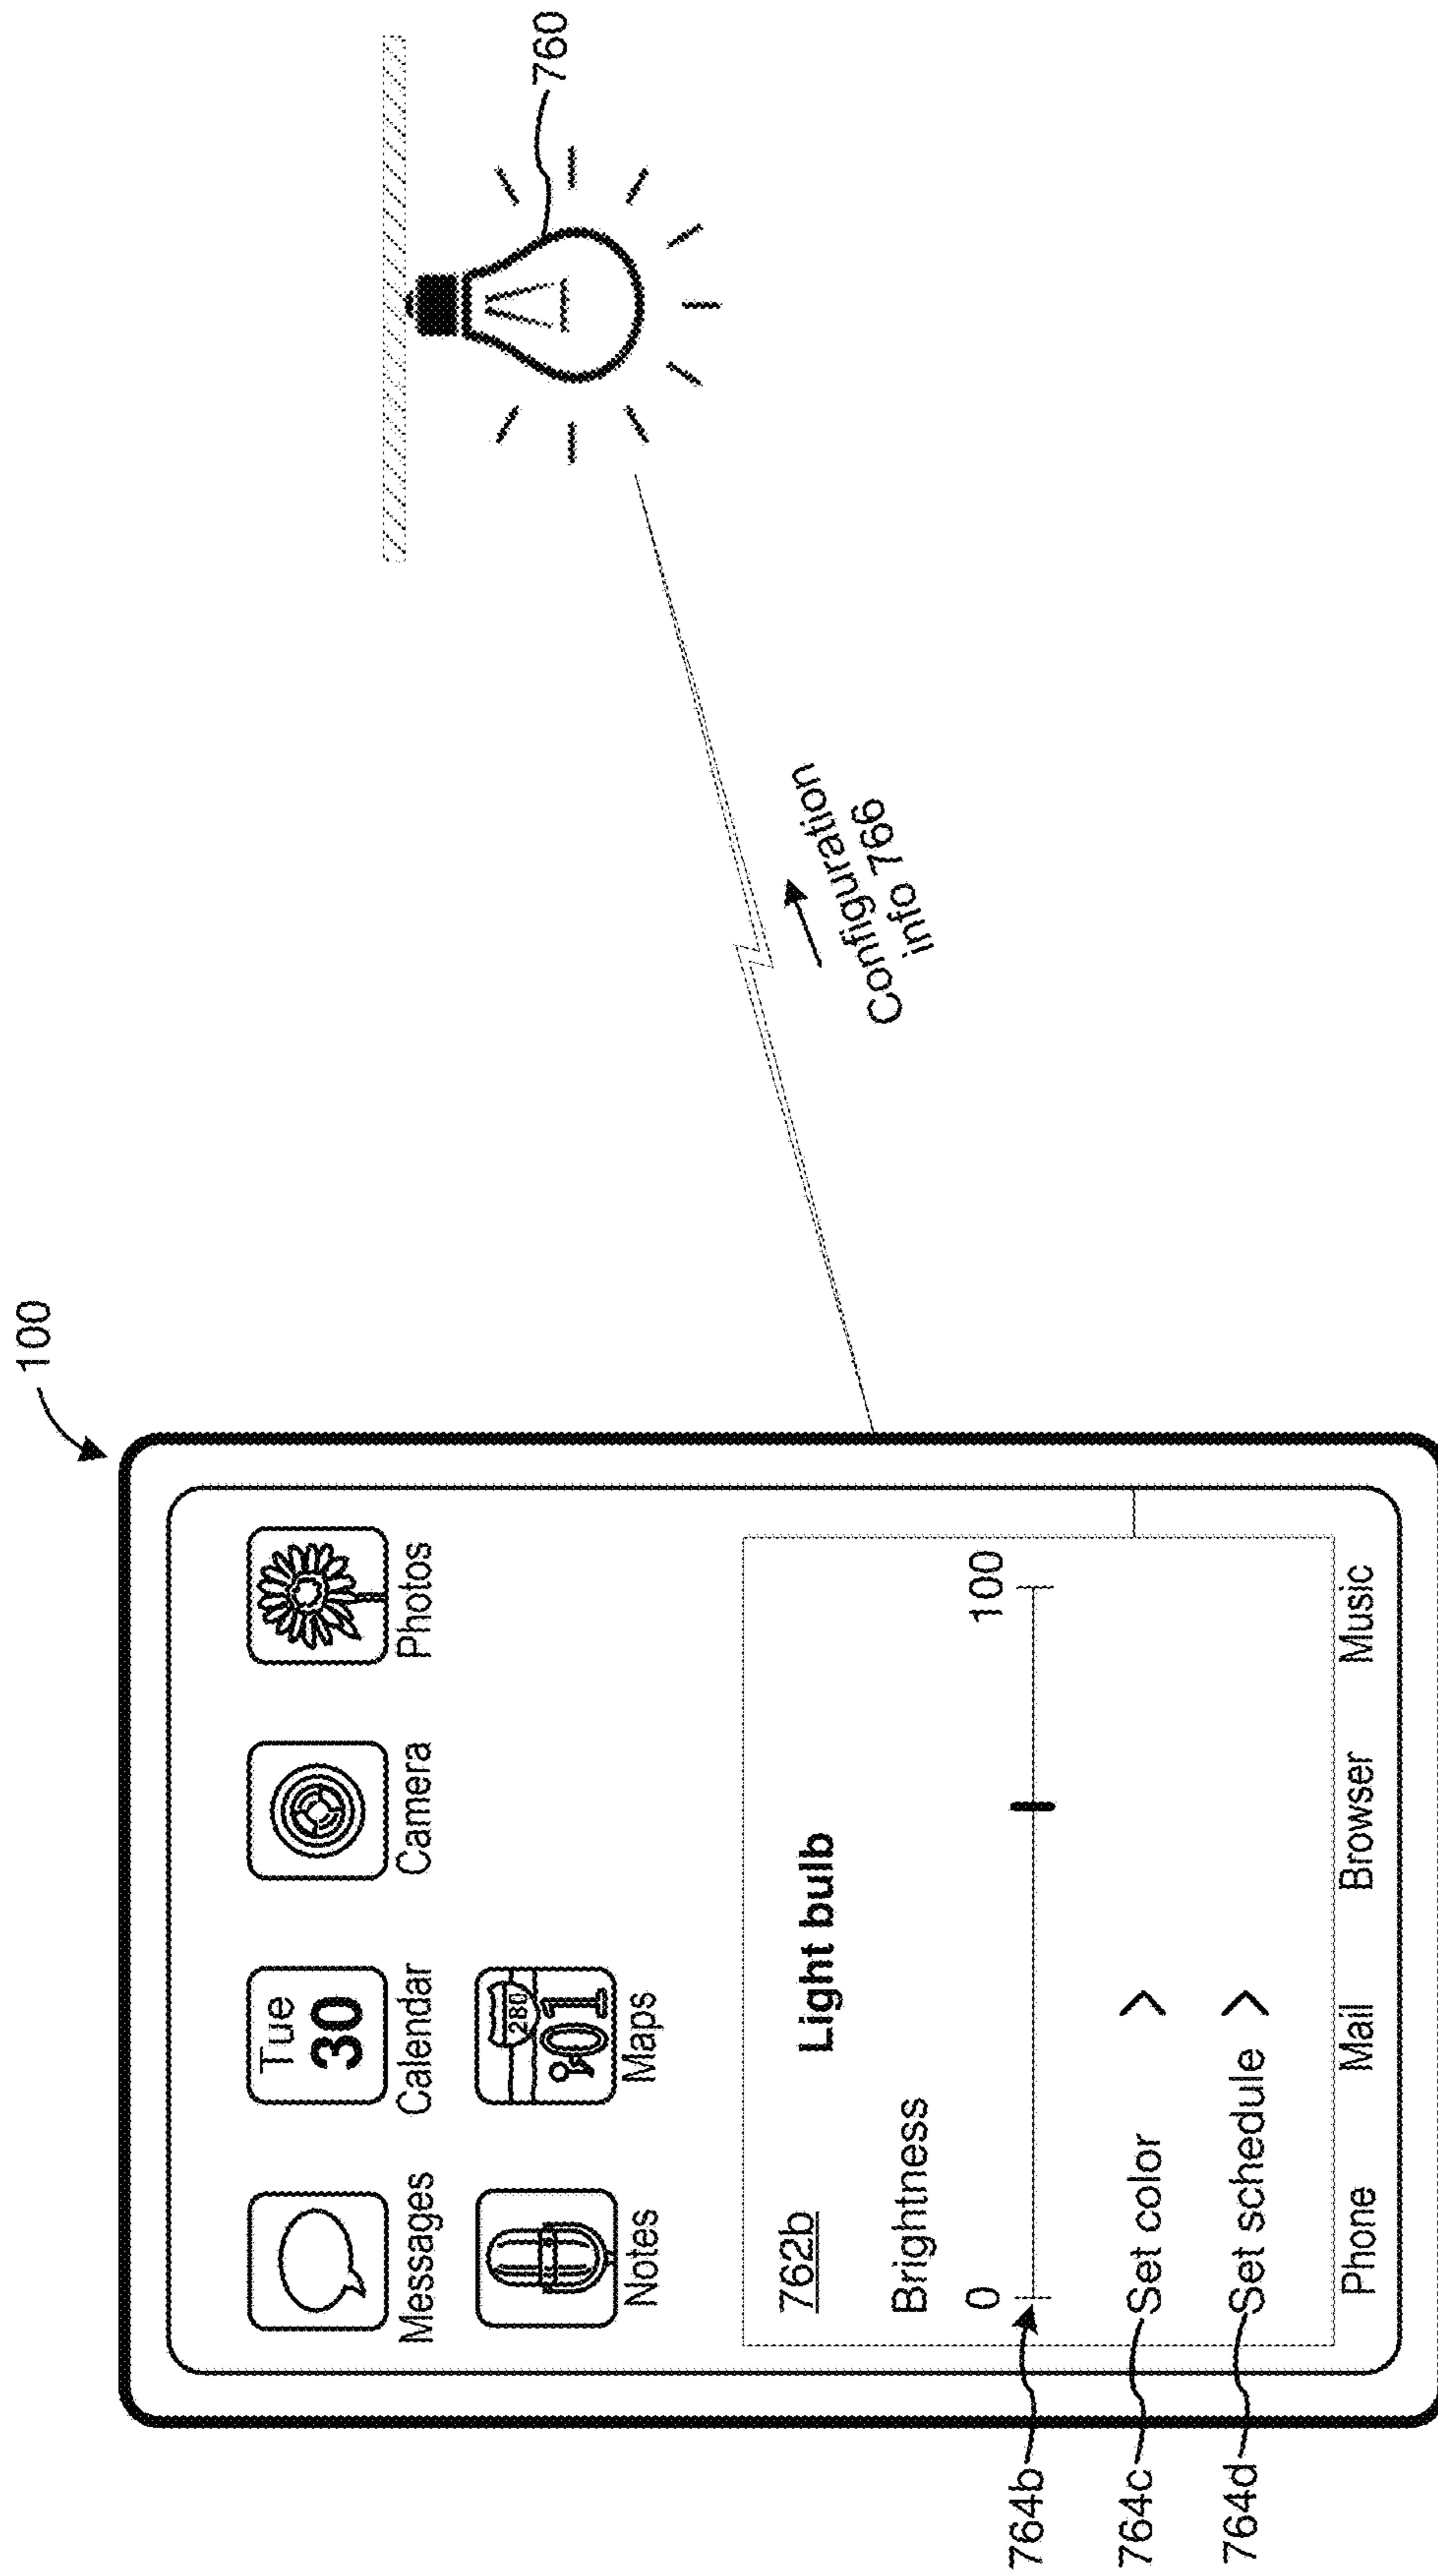 100
Messages
Tue
30
Calendar
Camera
Photos
Notes
280
01
Maps
762b
Light bulb
Brightness
0
100
764b
764c
Set color >
764d
Set schedule >
Phone
Mail
Browser
Music
760
Configuration
info 766